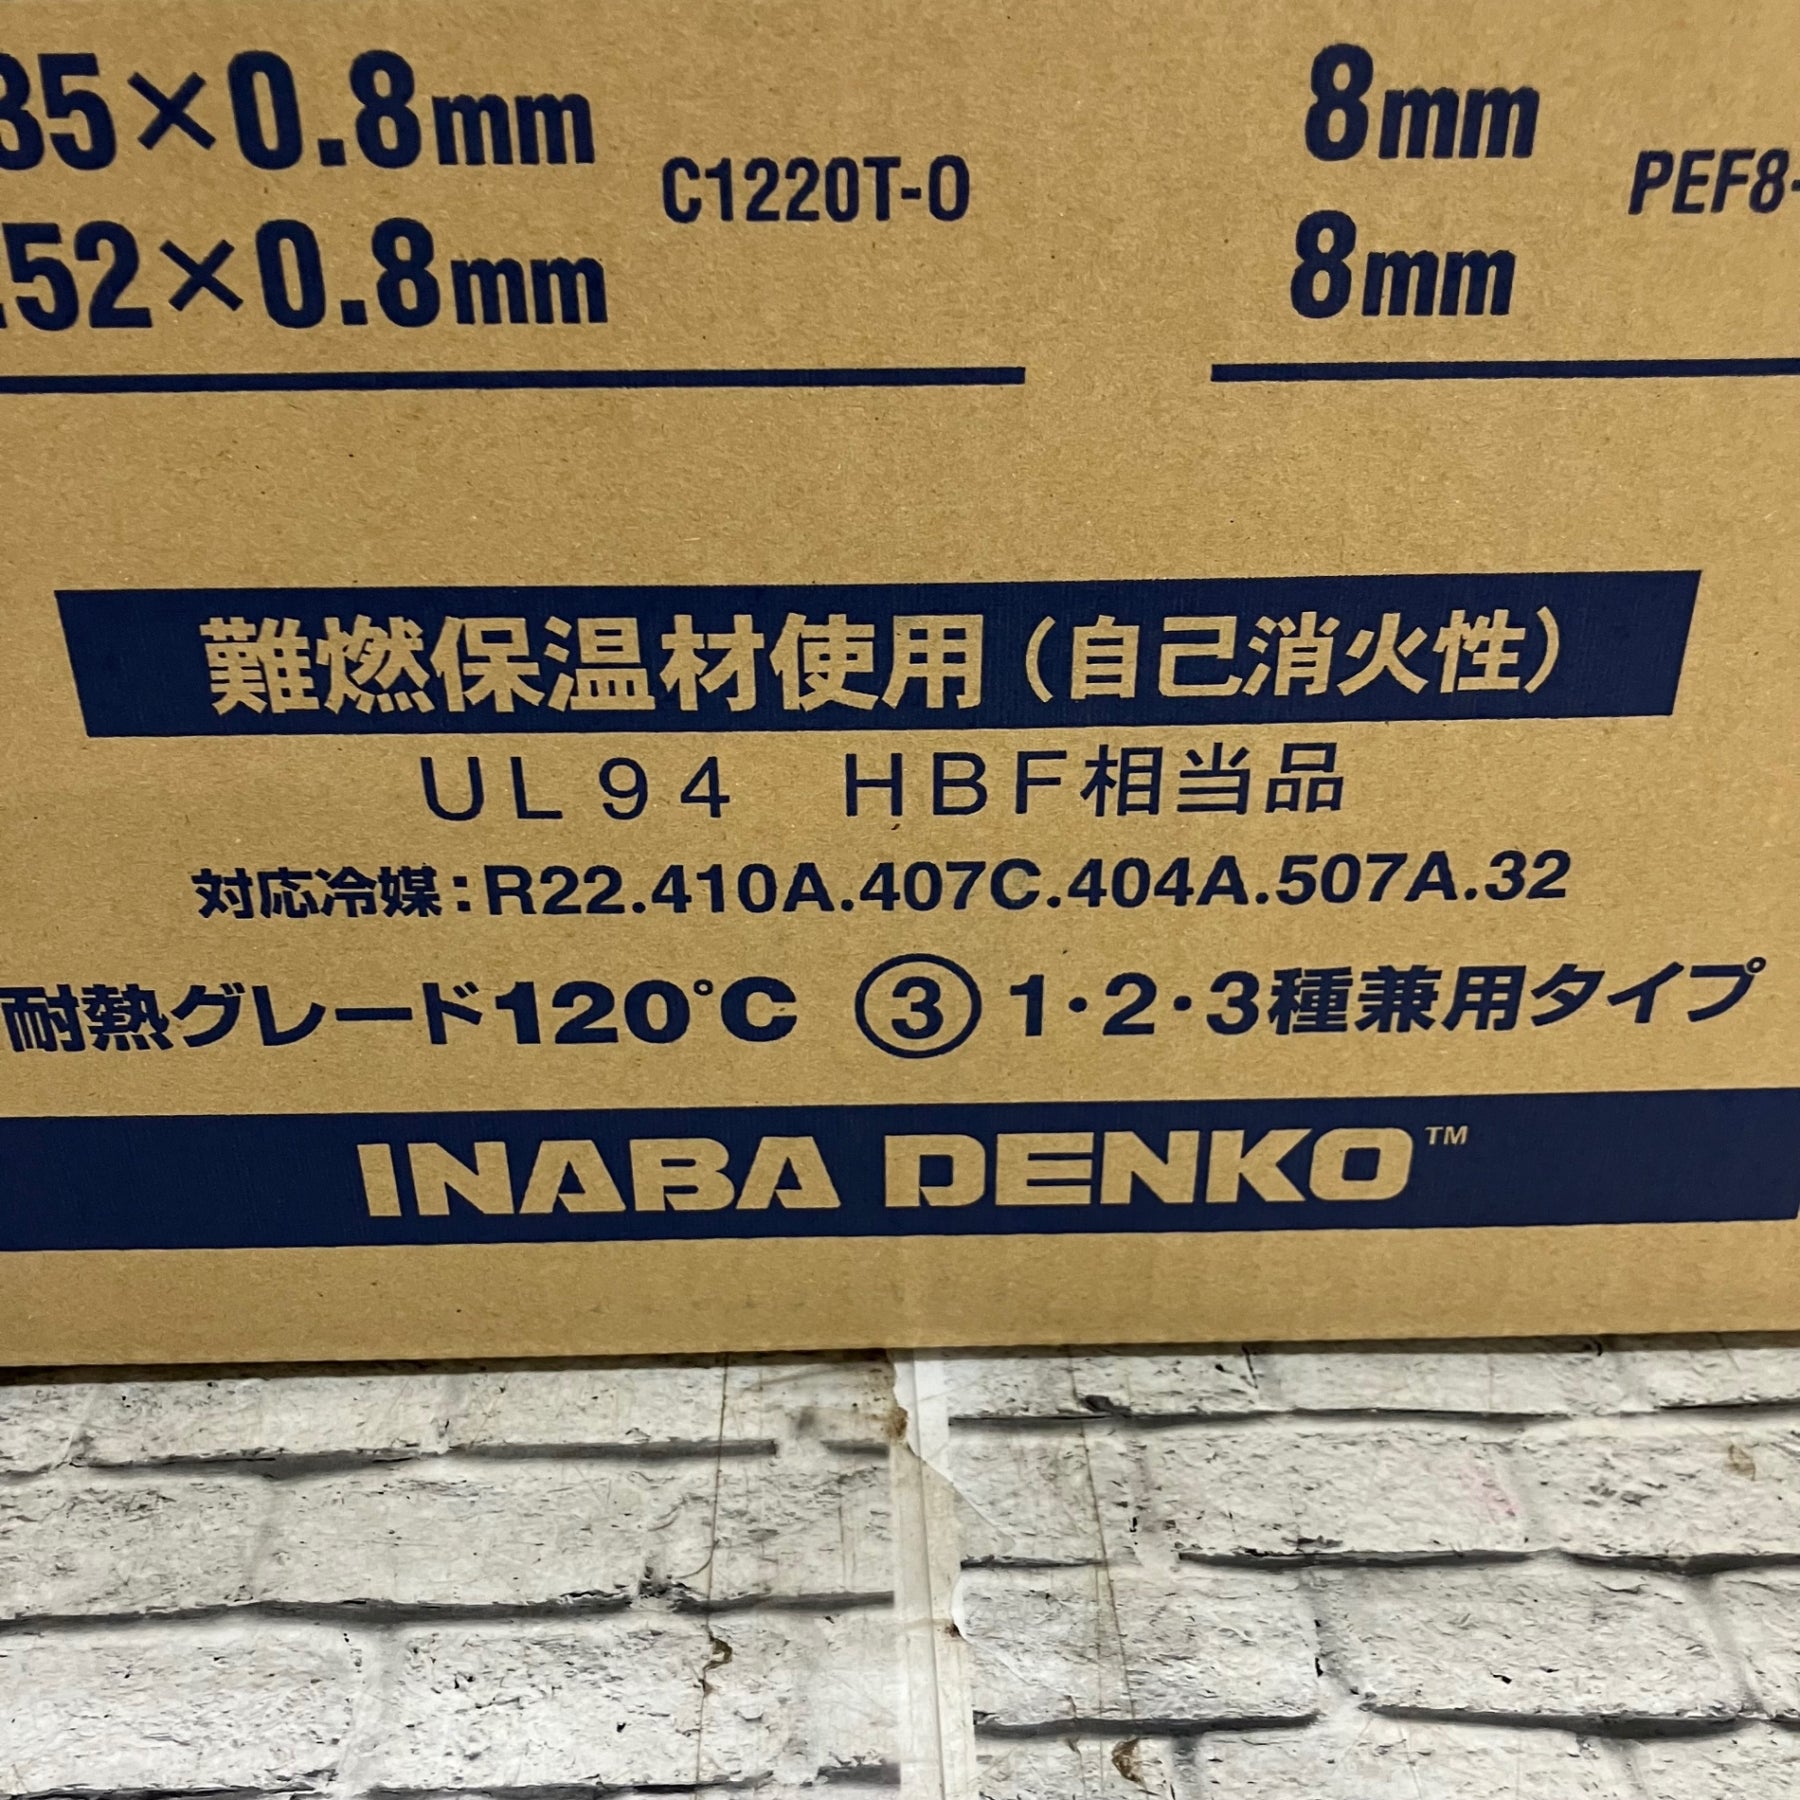 35×0.8mm
C1220T-O
.52×0.8mm
8mm
PEF8-
8mm
難燃保温材使用（自己消火性）
UL94　HBF相当品
対応冷媒：R22.410A.407C.404A.507A.32
耐熱グレード120℃ ③ 1・2・3種兼用タイプ
INABA DENKO™